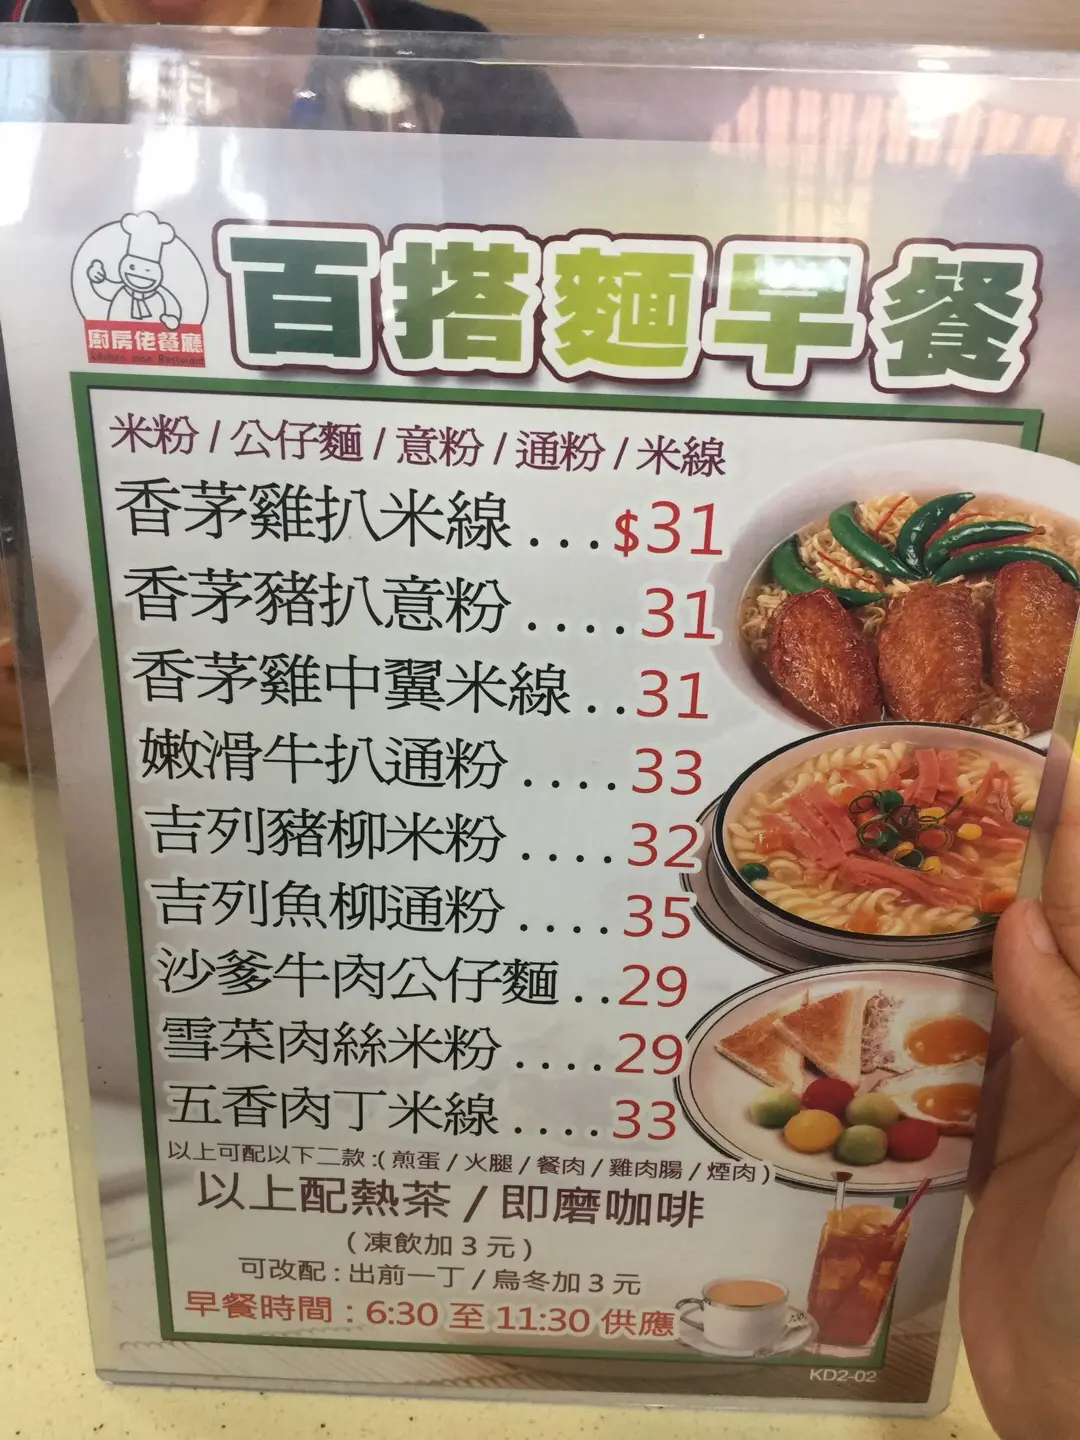 百搭麵早餐
廚房佬餐廳
Kitchen man Restaurant
米粉 / 公仔麵 / 意粉 / 通粉 / 米線
香茅雞扒米線 . . . $31
香茅豬扒意粉 . . . . 31
香茅雞中翼米線 . . 31
嫩滑牛扒通粉 . . . . 33
吉列豬柳米粉 . . . . 32
吉列魚柳通粉 . . . . 35
沙爹牛肉公仔麵 . . 29
雪菜肉絲米粉 . . . . 29
五香肉丁米線 . . . . 33
以上可配以下二款 :( 煎蛋 / 火腿 / 餐肉 / 雞肉腸 / 煙肉 )
以上配熱茶 / 即磨咖啡
( 凍飲加 3 元 )
可改配 : 出前一丁 / 烏冬加 3 元
早餐時間 : 6:30 至 11:30 供應
KD2-02